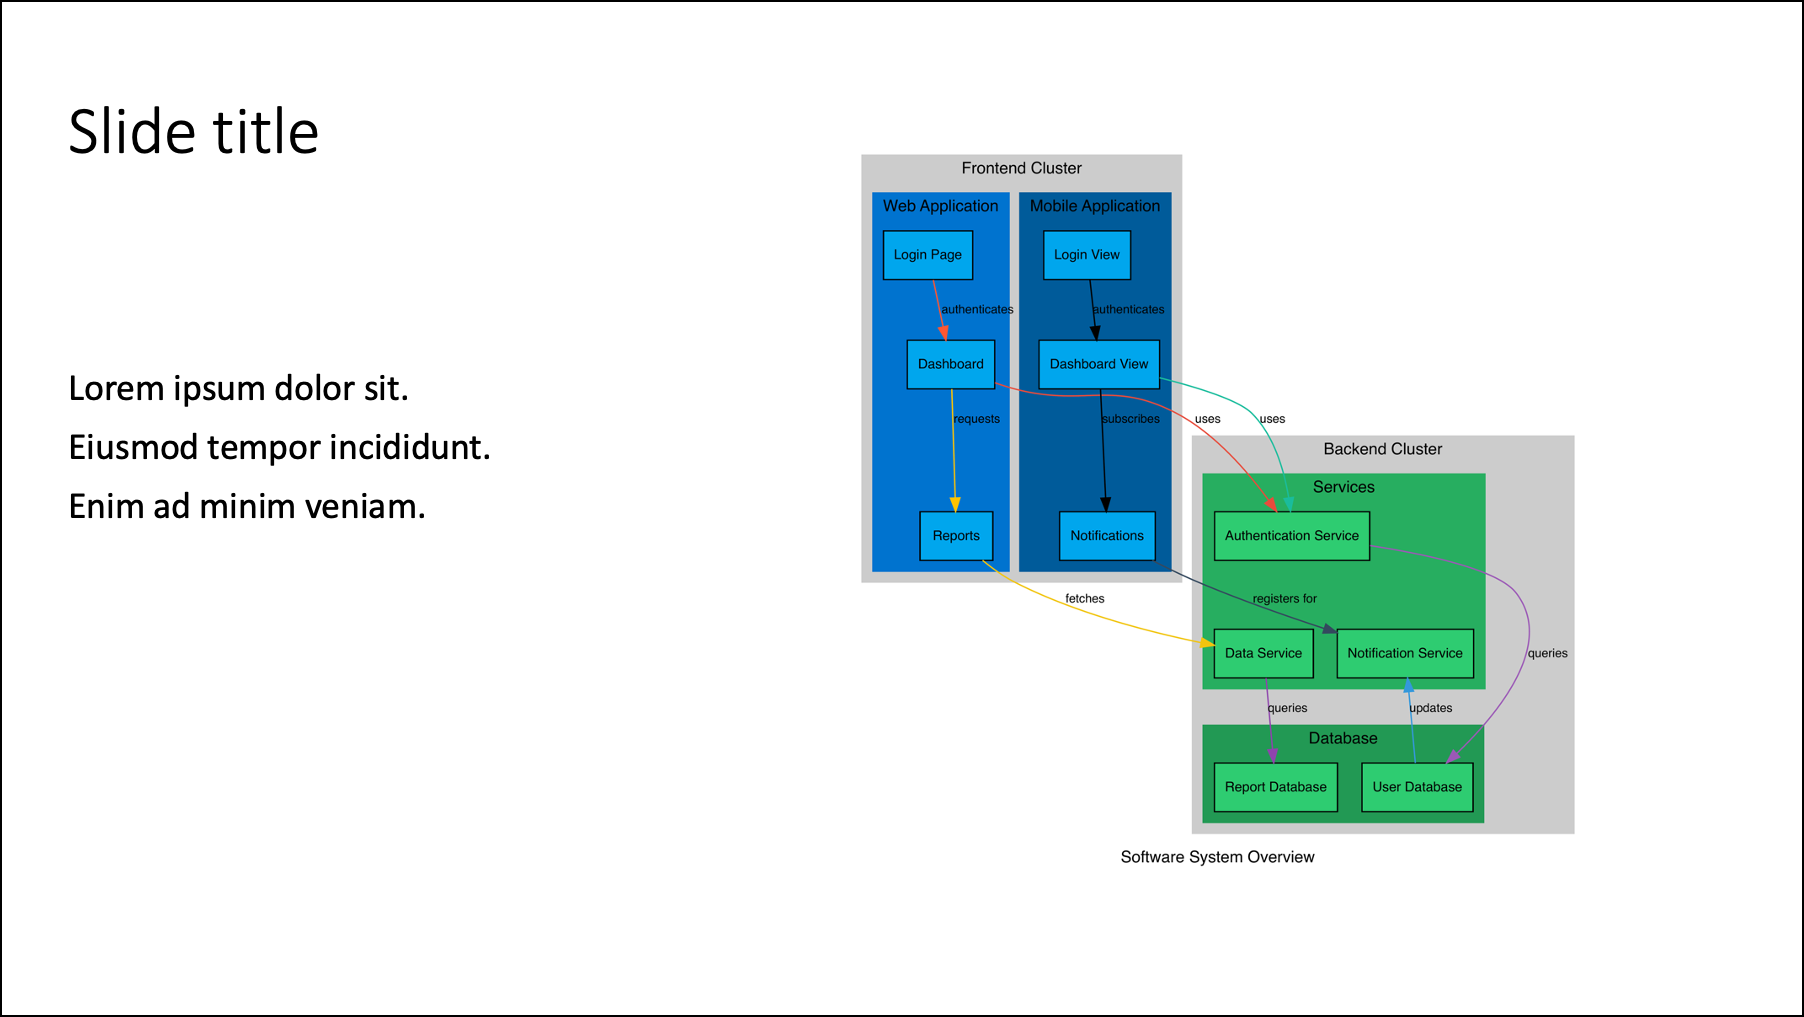 Slide title
Lorem ipsum dolor sit.
Eiusmod tempor incididunt.
Enim ad minim veniam.
Frontend Cluster
Web Application
Login Page
authenticates
Dashboard
requests
Reports
Mobile Application
Login View
authenticates
Dashboard View
subscribes
Notifications
uses
uses
fetches
registers for
Backend Cluster
Services
Authentication Service
Data Service
Notification Service
queries
queries
updates
Database
Report Database
User Database
Software System Overview